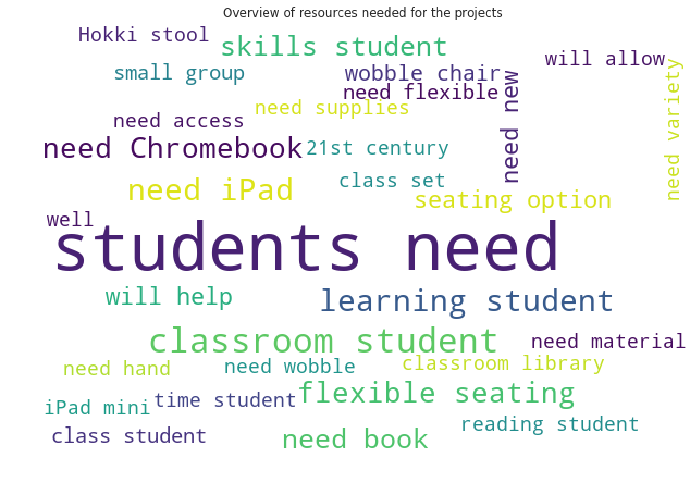 Overview of resources needed for the projects
Hokki stool
skills student
will allow
small group
wobble chair
need flexible
need new
need variety
need supplies
need access
need Chromebook
21st century
class set
need iPad
seating option
well
students need
will help
learning student
classroom student
need material
need hand
need wobble
classroom library
iPad mini
time student
flexible seating
class student
need book
reading student